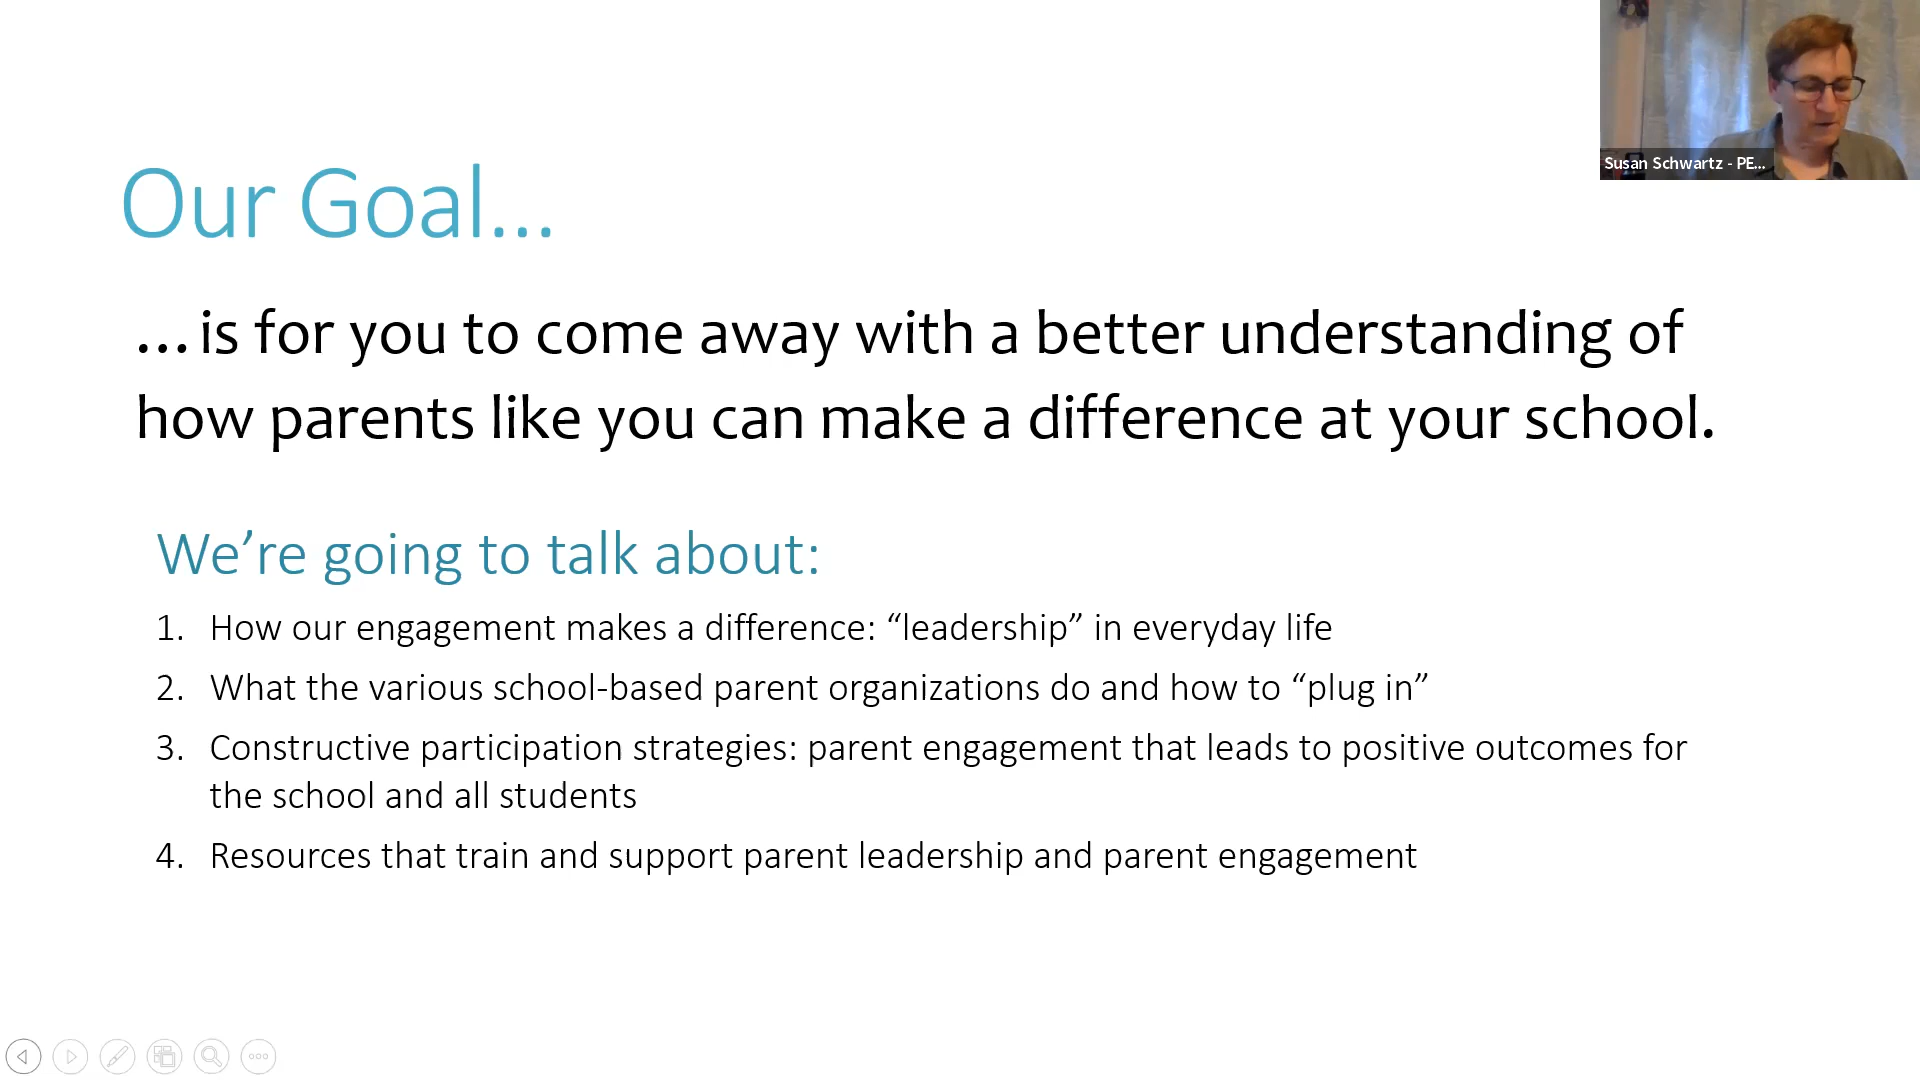 Our Goal...
...is for you to come away with a better understanding of
how parents like you can make a difference at your school.
We’re going to talk about:
1. How our engagement makes a difference: “leadership” in everyday life
2. What the various school-based parent organizations do and how to “plug in”
3. Constructive participation strategies: parent engagement that leads to positive outcomes for
the school and all students
4. Resources that train and support parent leadership and parent engagement
Susan Schwartz - PE...